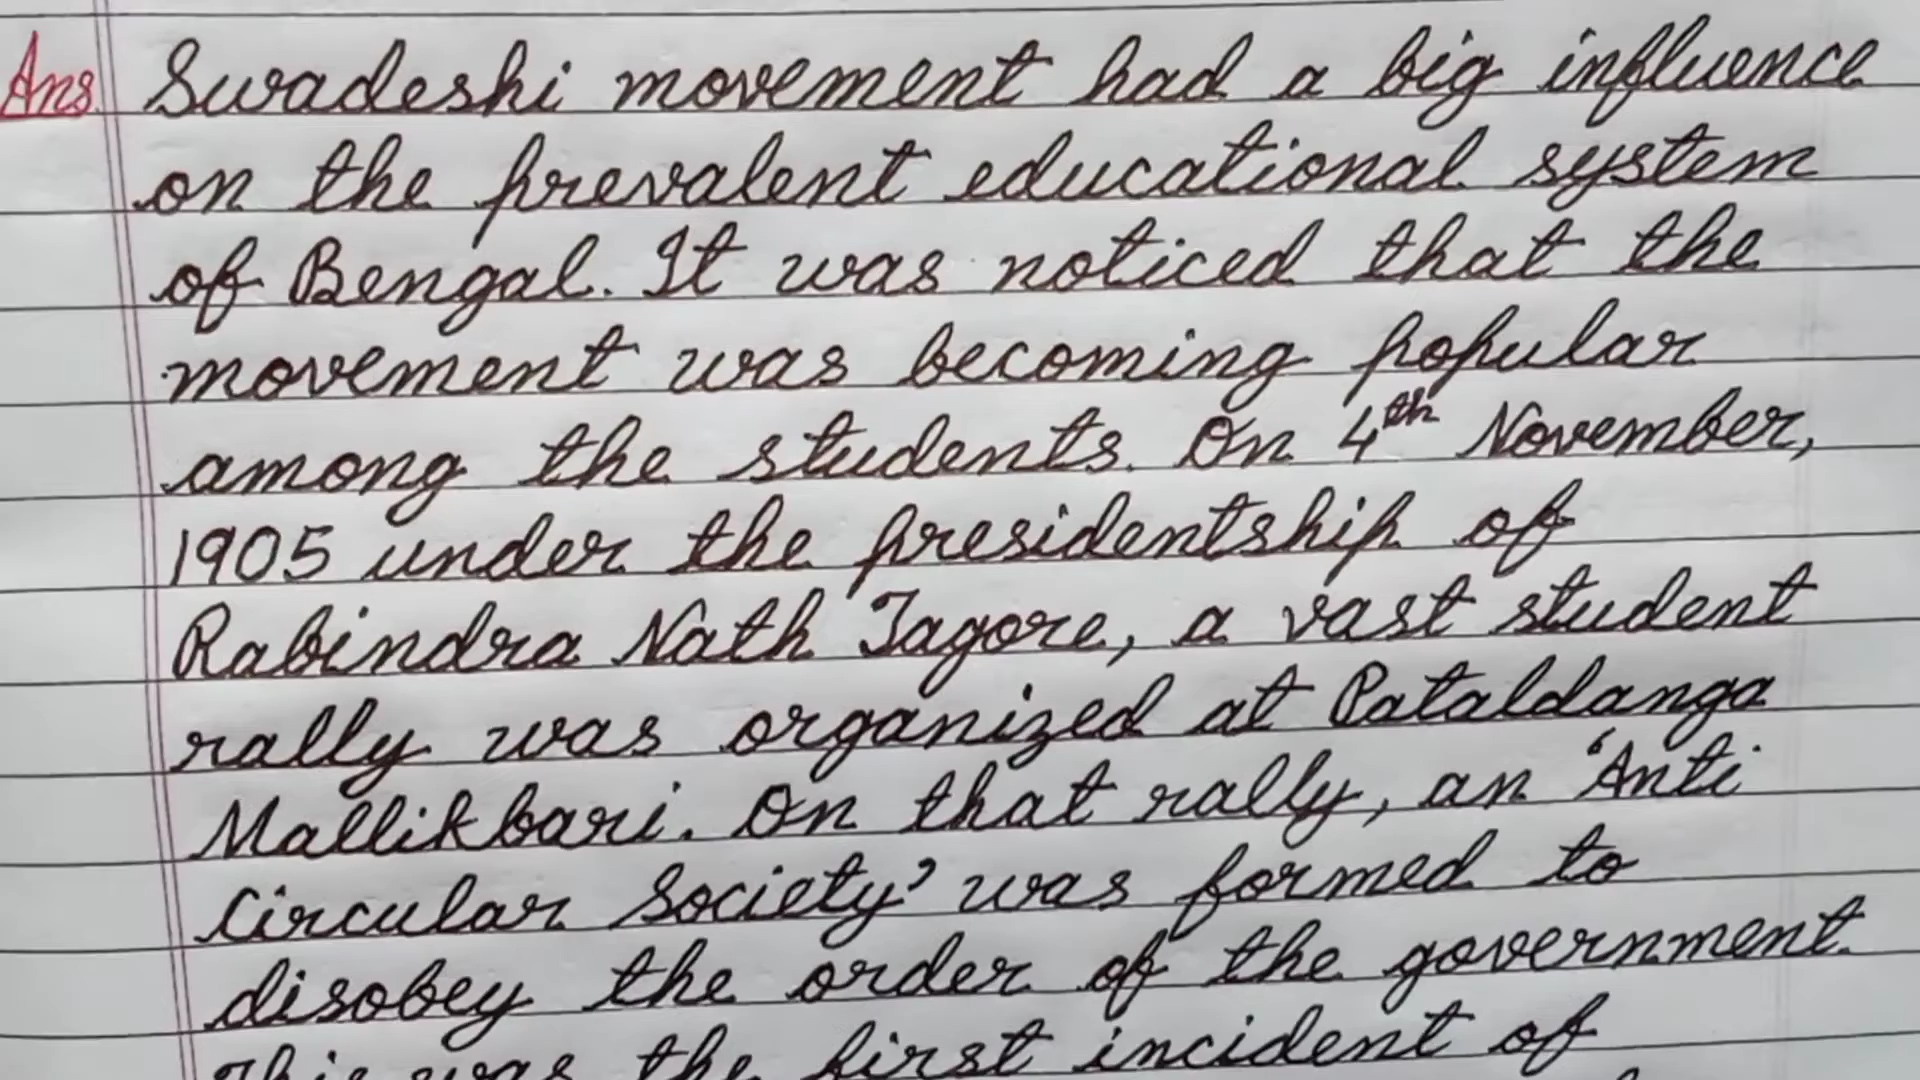 Ans. Swadeshi movement had a big influence
on the prevalent educational system
of Bengal. It was noticed that the
movement was becoming popular
among the students. On 4th November,
1905 under the presidentship of
Rabindra Nath Tagore, a vast student
rally was organized at Pataldanga
Mallikbari. On that rally, an 'Anti
Circular Society' was formed to
disobey the order of the government.
This was the first incident of